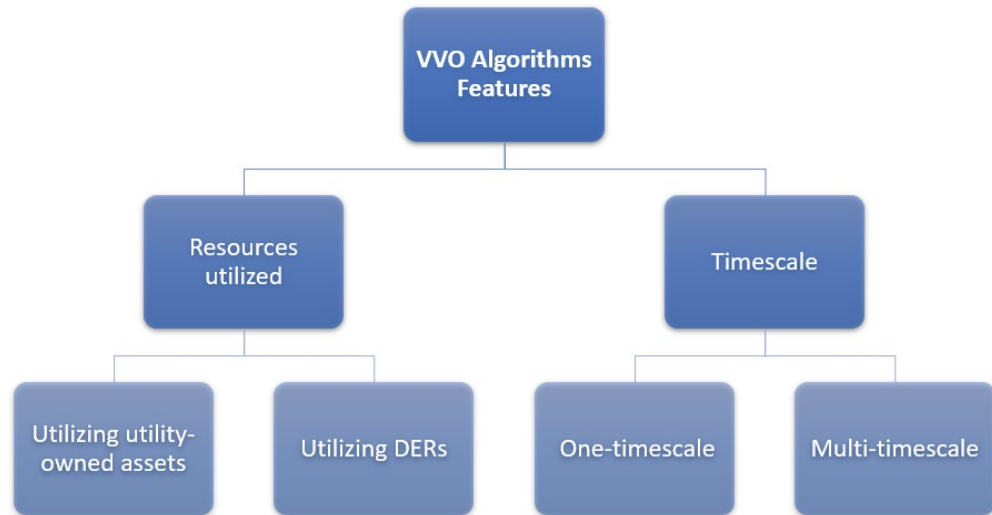 VVO Algorithms
Features
Resources
utilized
Timescale
Utilizing utility-
owned assets
Utilizing DERs
One-timescale
Multi-timescale